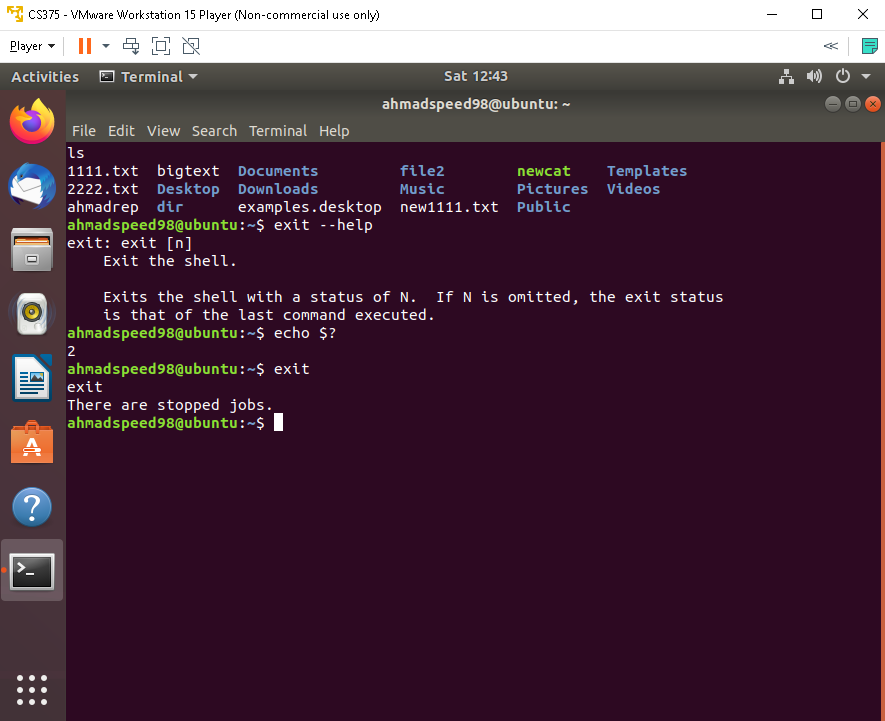 CS375 - VMware Workstation 15 Player (Non-commercial use only)
Player
Activities Terminal Sat 12:43
ahmadspeed98@ubuntu: ~
File Edit View Search Terminal Help
ls
1111.txt bigtext Documents file2 newcat Templates
2222.txt Desktop Downloads Music Pictures Videos
ahmadrep dir examples.desktop new1111.txt Public
ahmadspeed98@ubuntu:~$ exit --help
exit: exit [n]
Exit the shell.
Exits the shell with a status of N.  If N is omitted, the exit status
is that of the last command executed.
ahmadspeed98@ubuntu:~$ echo $?
2
ahmadspeed98@ubuntu:~$ exit
exit
There are stopped jobs.
ahmadspeed98@ubuntu:~$